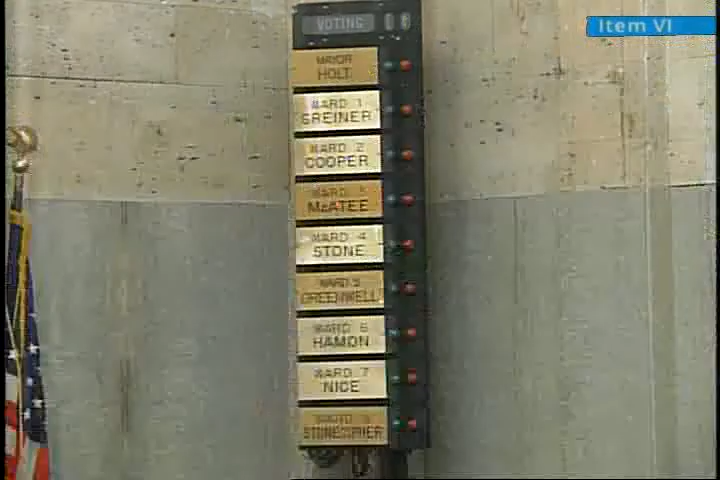 Item VI
VOTING
MAYOR
HOLT
WARD 1
GREINER
WARD 2
COOPER
WARD 3
McATEE
WARD 4
STONE
WARD 5
GREENWELL
WARD 6
HAMON
WARD 7
NICE
WARD 8
STONECIPHER